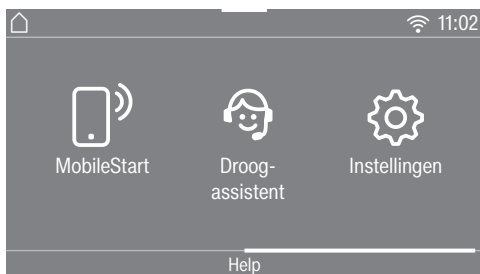 11:02
MobileStart
Droog-
assistent
Instellingen
Help